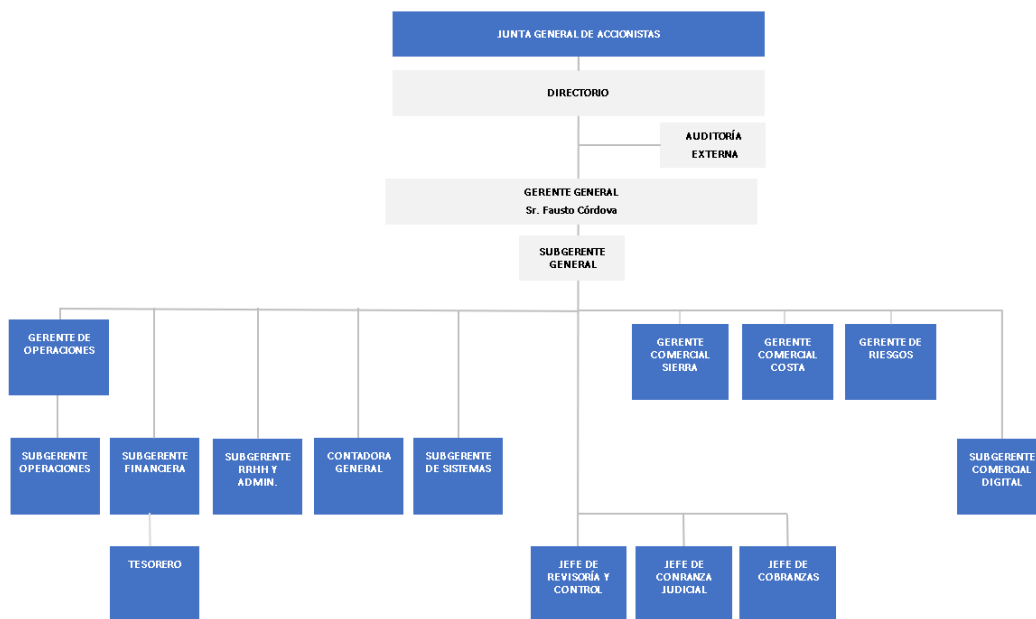 JUNTA GENERAL DE ACCIONISTAS
DIRECTORIO
AUDITORÍA
EXTERNA
GERENTE GENERAL
Sr. Fausto Córdova
SUBGERENTE
GENERAL
GERENTE DE
OPERACIONES
GERENTE
COMERCIAL
SIERRA
GERENTE
COMERCIAL
COSTA
GERENTE DE
RIESGOS
SUBGERENTE
OPERACIONES
SUBGERENTE
FINANCIERA
SUBGERENTE
RRHH Y
ADMIN.
CONTADORA
GENERAL
SUBGERENTE
DE SISTEMAS
SUBGERENTE
COMERCIAL
DIGITAL
TESORERO
JEFE DE
REVISORÍA Y
CONTROL
JEFE DE
CONRANZA
JUDICIAL
JEFE DE
COBRANZAS